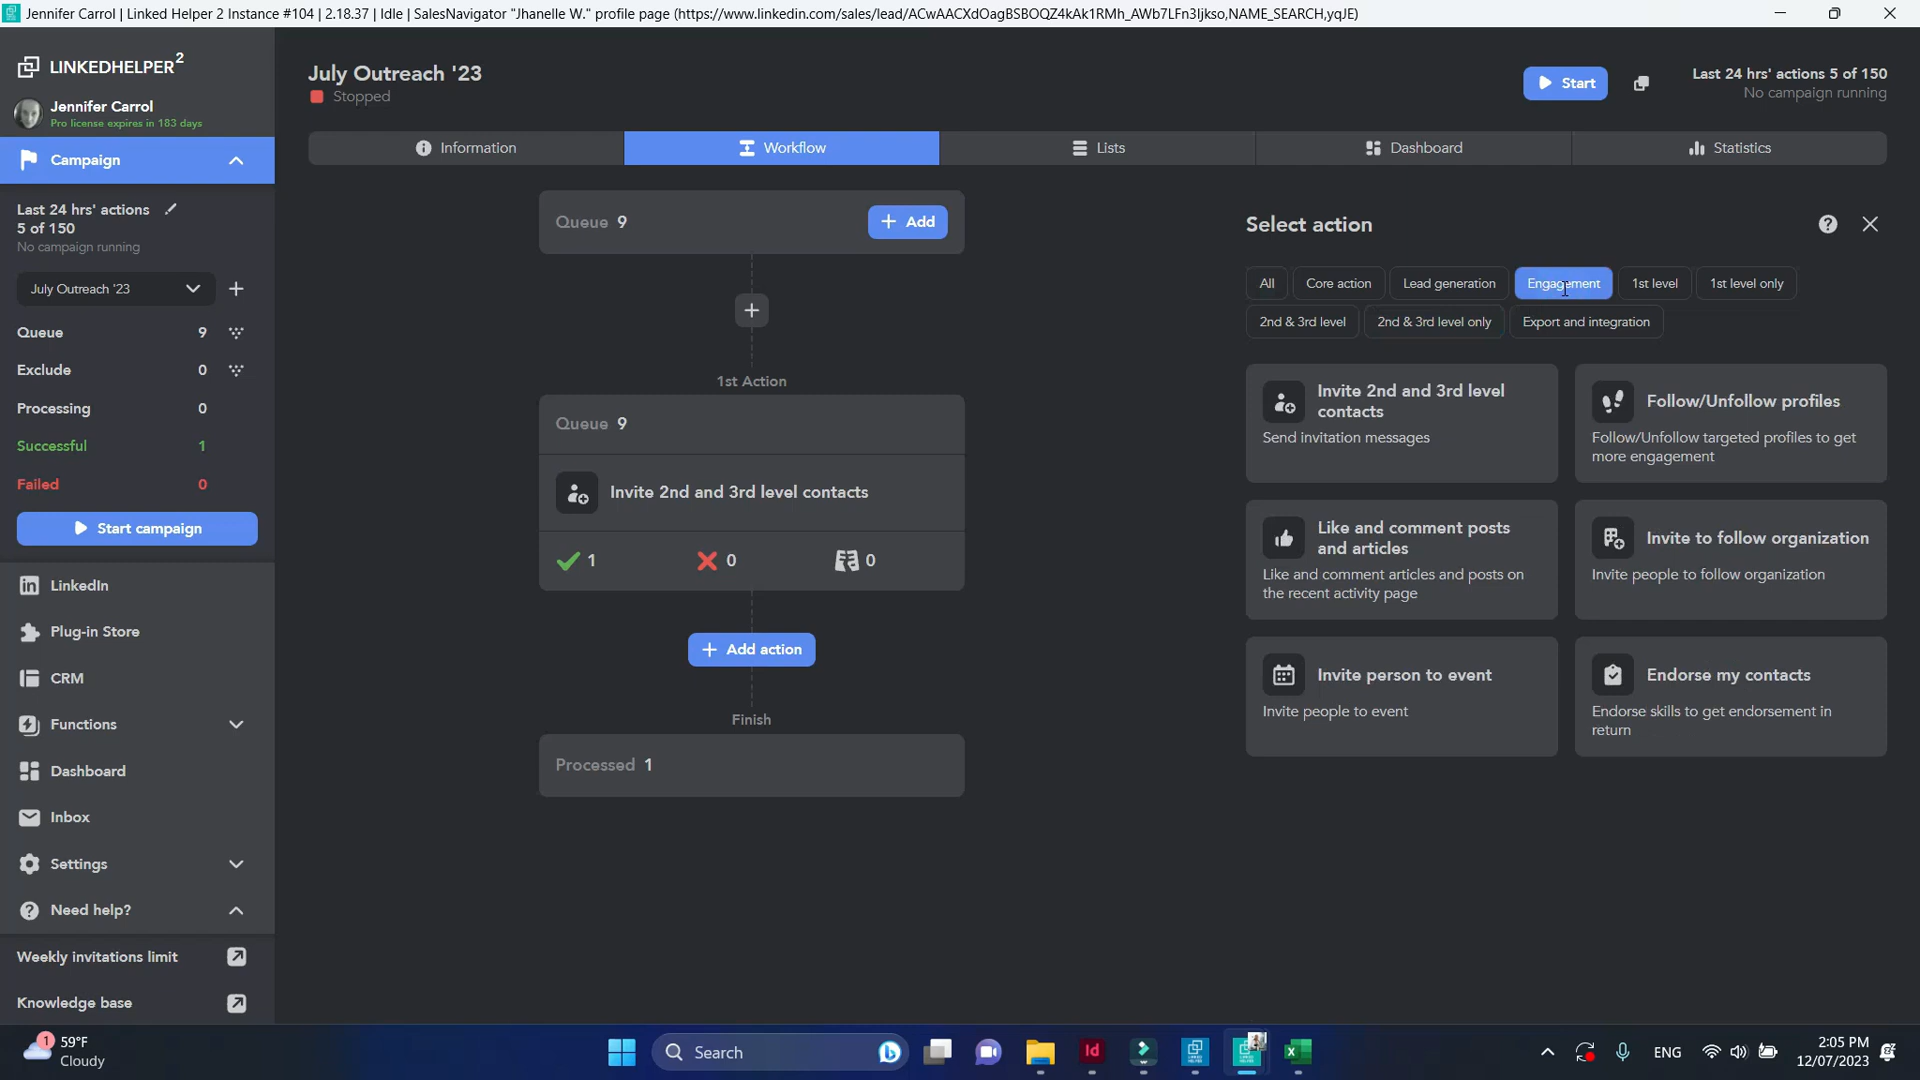 Jennifer Carrol | Linked Helper 2 Instance #104 | 2.18.37 | Idle | SalesNavigator "Jhanelle W." profile page (https://www.linkedin.com/sales/lead/ACwAACXdOagBSBOQZ4kAk1RMh_AWb7LFn3Ijkso,NAME_SEARCH,yqJE)
LINKEDHELPER 2
Jennifer Carrol
Pro license expires in 183 days
Campaign
Last 24 hrs' actions
5 of 150
No campaign running
July Outreach '23
Queue 9
Exclude 0
Processing 0
Successful 1
Failed 0
Start campaign
LinkedIn
Plug-in Store
CRM
Functions
Dashboard
Inbox
Settings
Need help?
Weekly invitations limit
Knowledge base
July Outreach '23
Stopped
Start
Last 24 hrs' actions 5 of 150
No campaign running
Information
Workflow
Lists
Dashboard
Statistics
Queue 9
+ Add
+
1st Action
Queue 9
Invite 2nd and 3rd level contacts
1
0
0
+ Add action
Finish
Processed 1
Select action
All
Core action
Lead generation
Engagement
1st level
1st level only
2nd & 3rd level
2nd & 3rd level only
Export and integration
Invite 2nd and 3rd level
contacts
Send invitation messages
Follow/Unfollow profiles
Follow/Unfollow targeted profiles to get
more engagement
Like and comment posts
and articles
Like and comment articles and posts on
the recent activity page
Invite to follow organization
Invite people to follow organization
Invite person to event
Invite people to event
Endorse my contacts
Endorse skills to get endorsement in
return
1
59°F
Cloudy
Search
Id
ENG
2:05 PM
12/07/2023